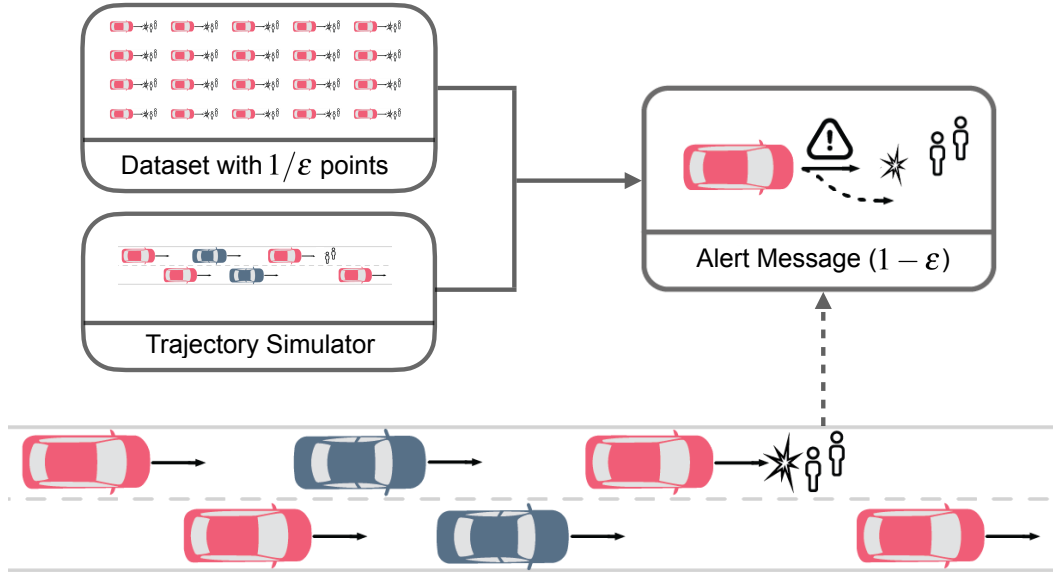 Dataset with 1/ε points
Trajectory Simulator
Alert Message (1 − ε)